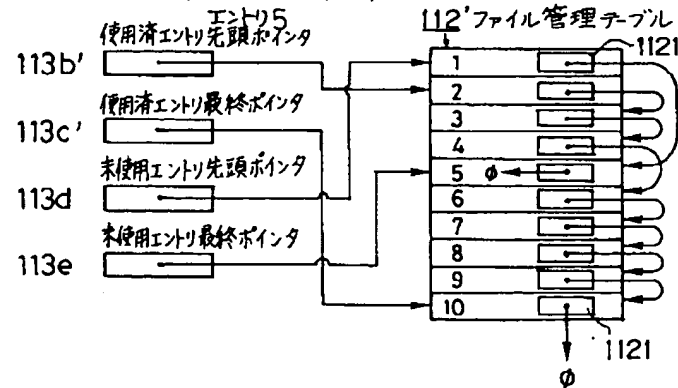 エントリ5
使用済エントリ先頭ポインタ
113b'
使用済エントリ最終ポインタ
113c'
未使用エントリ先頭ポインタ
113d
未使用エントリ最終ポインタ
113e
112'ファイル管理テーブル
1121
1
2
3
4
5 φ
6
7
8
9
10
1121
φ